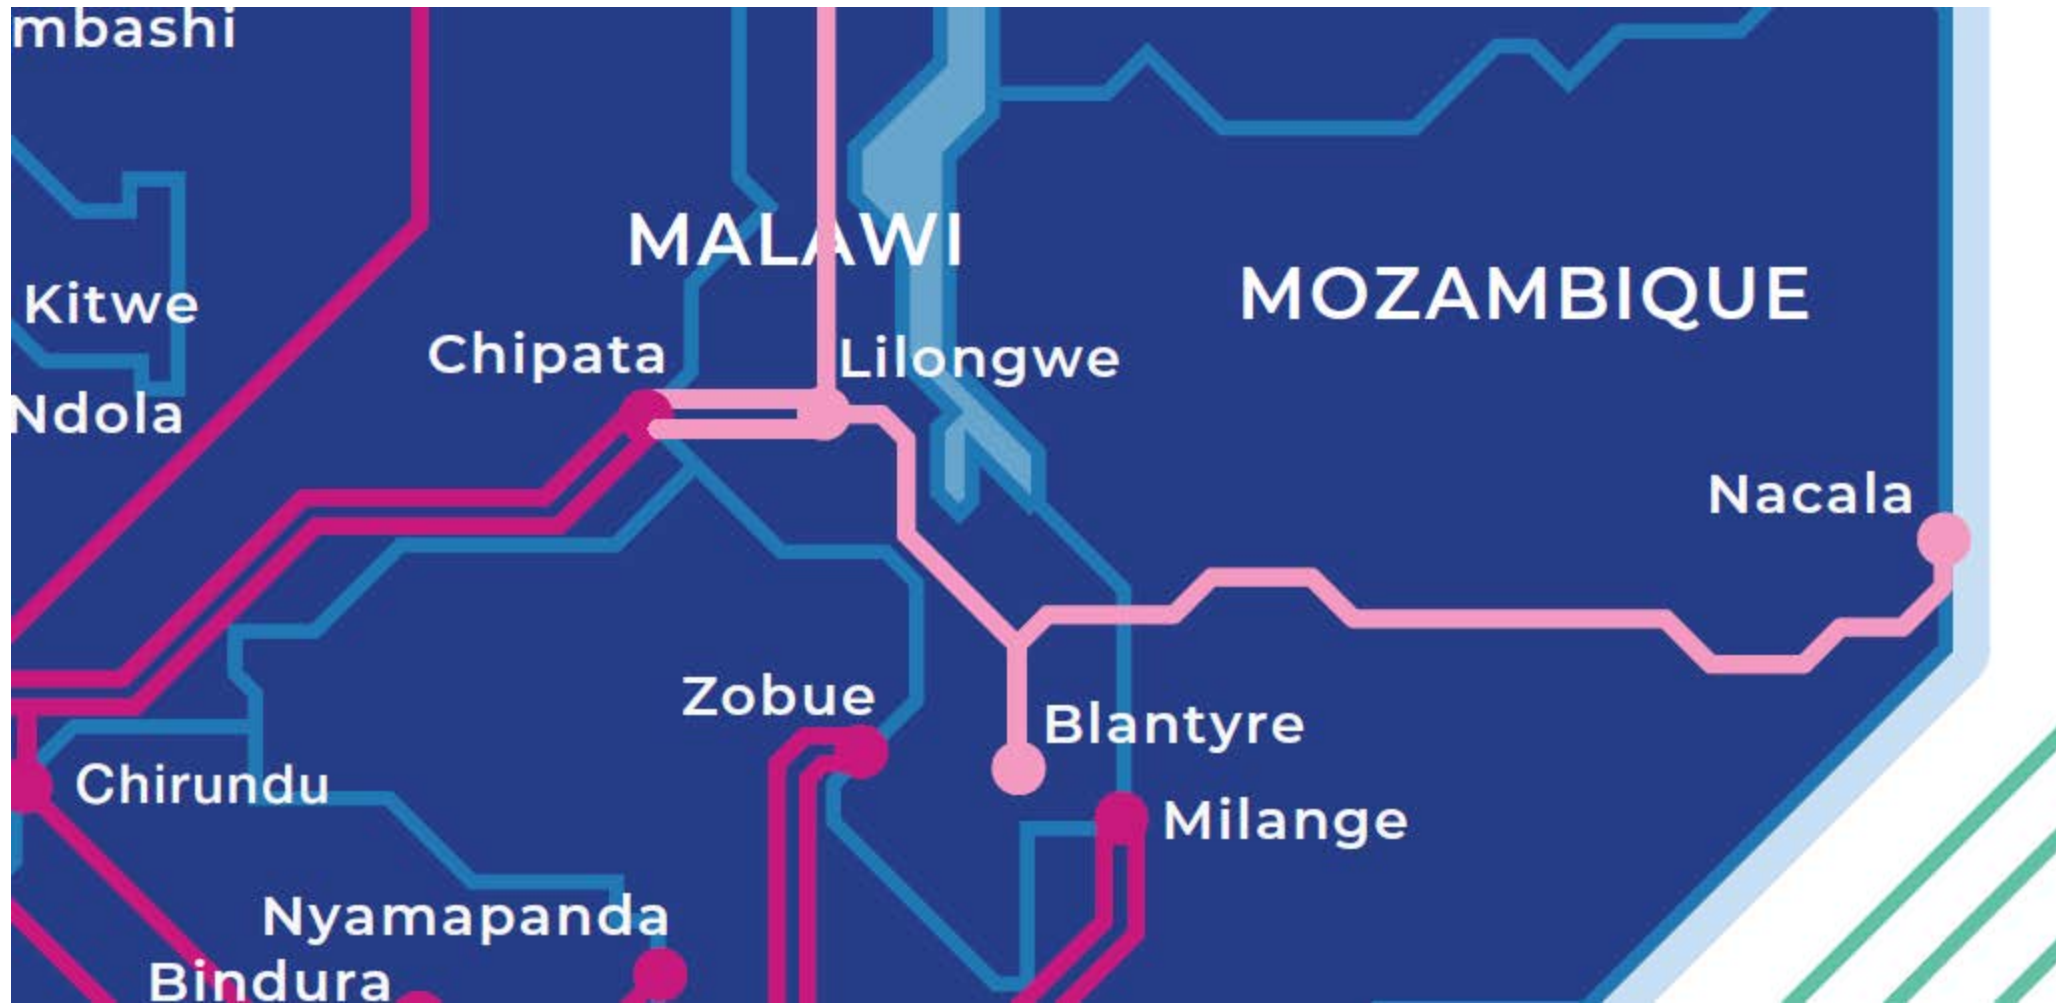 mbashi
MALAWI
MOZAMBIQUE
Kitwe
Chipata
Lilongwe
Ndola
Nacala
Zobue
Blantyre
Chirundu
Milange
Nyamapanda
Bindura